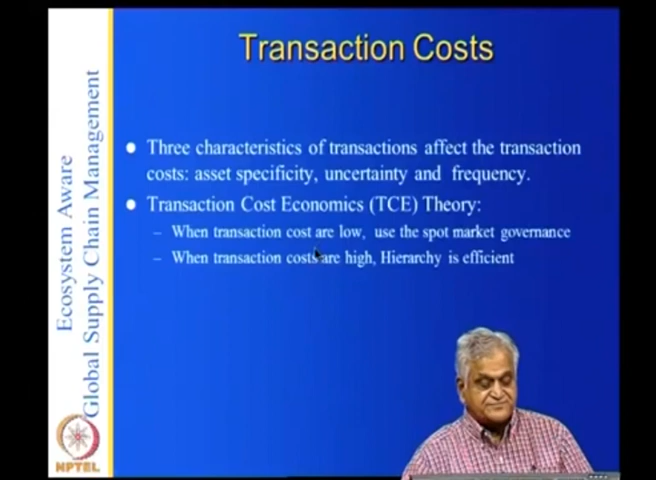 Transaction Costs
Three characteristics of transactions affect the transaction
costs: asset specificity, uncertainty and frequency.
Transaction Cost Economics (TCE) Theory:
– When transaction cost are low, use the spot market governance
– When transaction costs are high, Hierarchy is efficient
Ecosystem Aware
Global Supply Chain Management
NPTEL